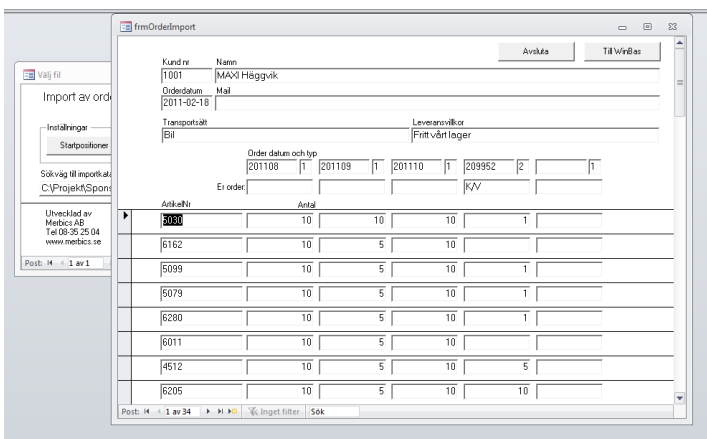 frmOrderImport
Avsluta
Till WinBas
Kund nr Namn
1001 MAXI Häggvik
Orderdatum Mail
2011-02-18
Transportsätt Leveransvillkor
Bil Fritt vårt lager
Order datum och typ
201108 1 201109 1 201110 1 209952 2 1
Er order: K/V
ArtikelNr Antal
5030 10 10 10 1
6162 10 5 10
5099 10 5 10 1
5079 10 5 10 1
6280 10 5 10 1
6011 10 5 10
4512 10 5 10 5
6205 10 5 10 10
Post: 1 av 34 Inget filter Sök
Välj fil
Import av ord
Inställningar
Startpositioner
Sökväg till importkata
C:\Projekt\Spons
Utvecklad av
Merbics AB
Tel 08-35 25 04
www.merbics.se
Post: 1 av 1